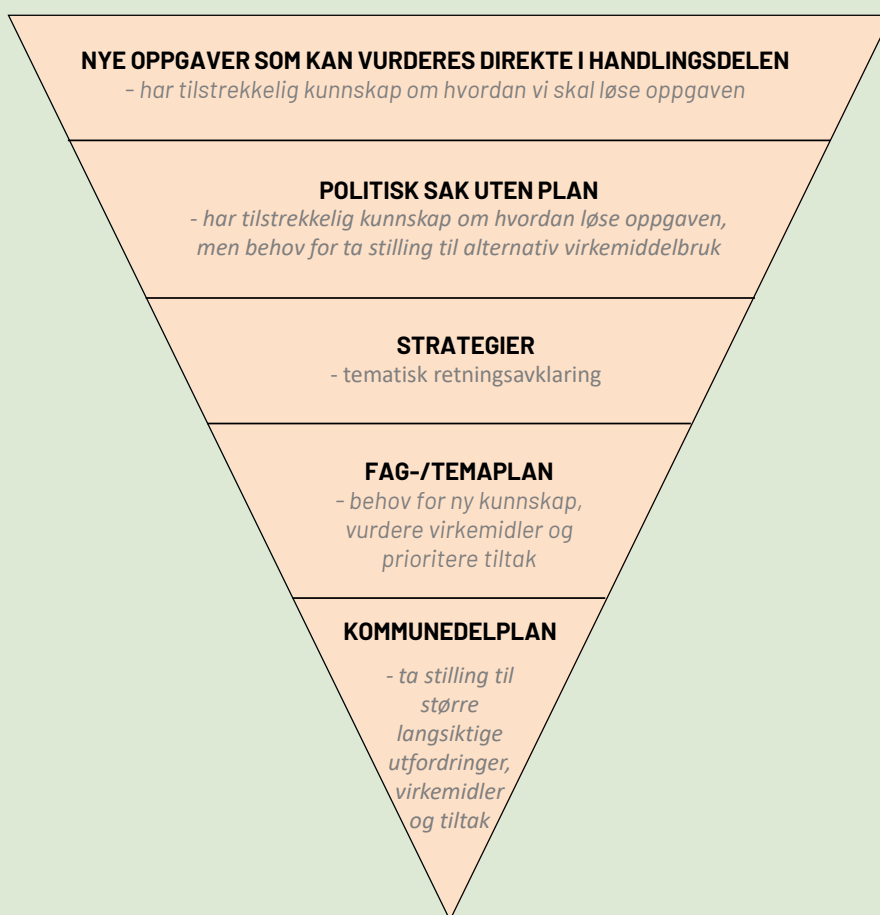 NYE OPPGAVER SOM KAN VURDERES DIREKTE I HANDLINGSDELEN
- har tilstrekkelig kunnskap om hvordan vi skal løse oppgaven
POLITISK SAK UTEN PLAN
- har tilstrekkelig kunnskap om hvordan løse oppgaven,
men behov for ta stilling til alternativ virkemiddelbruk
STRATEGIER
- tematisk retningsavklaring
FAG-/TEMAPLAN
- behov for ny kunnskap,
vurdere virkemidler og
prioritere tiltak
KOMMUNEDELPLAN
- ta stilling til
større
langsiktige
utfordringer,
virkemidler
og tiltak